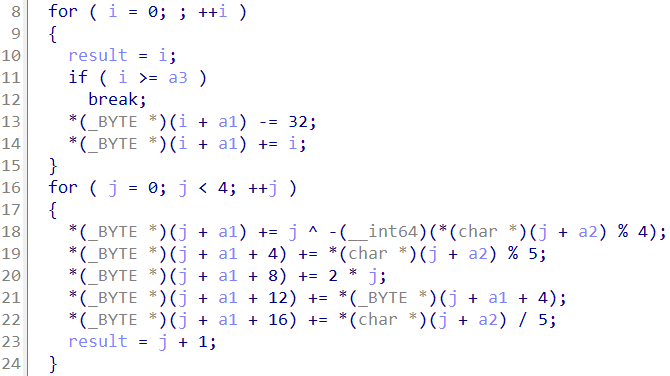 8 for ( i = 0; ; ++i )
9 {
10 result = i;
11 if ( i >= a3 )
12 break;
13 *(_BYTE *)(i + a1) -= 32;
14 *(_BYTE *)(i + a1) += i;
15 }
16 for ( j = 0; j < 4; ++j )
17 {
18 *(_BYTE *)(j + a1) += j ^ -(__int64)(*(char *)(j + a2) % 4);
19 *(_BYTE *)(j + a1 + 4) += *(char *)(j + a2) % 5;
20 *(_BYTE *)(j + a1 + 8) += 2 * j;
21 *(_BYTE *)(j + a1 + 12) += *(_BYTE *)(j + a1 + 4);
22 *(_BYTE *)(j + a1 + 16) += *(char *)(j + a2) / 5;
23 result = j + 1;
24 }